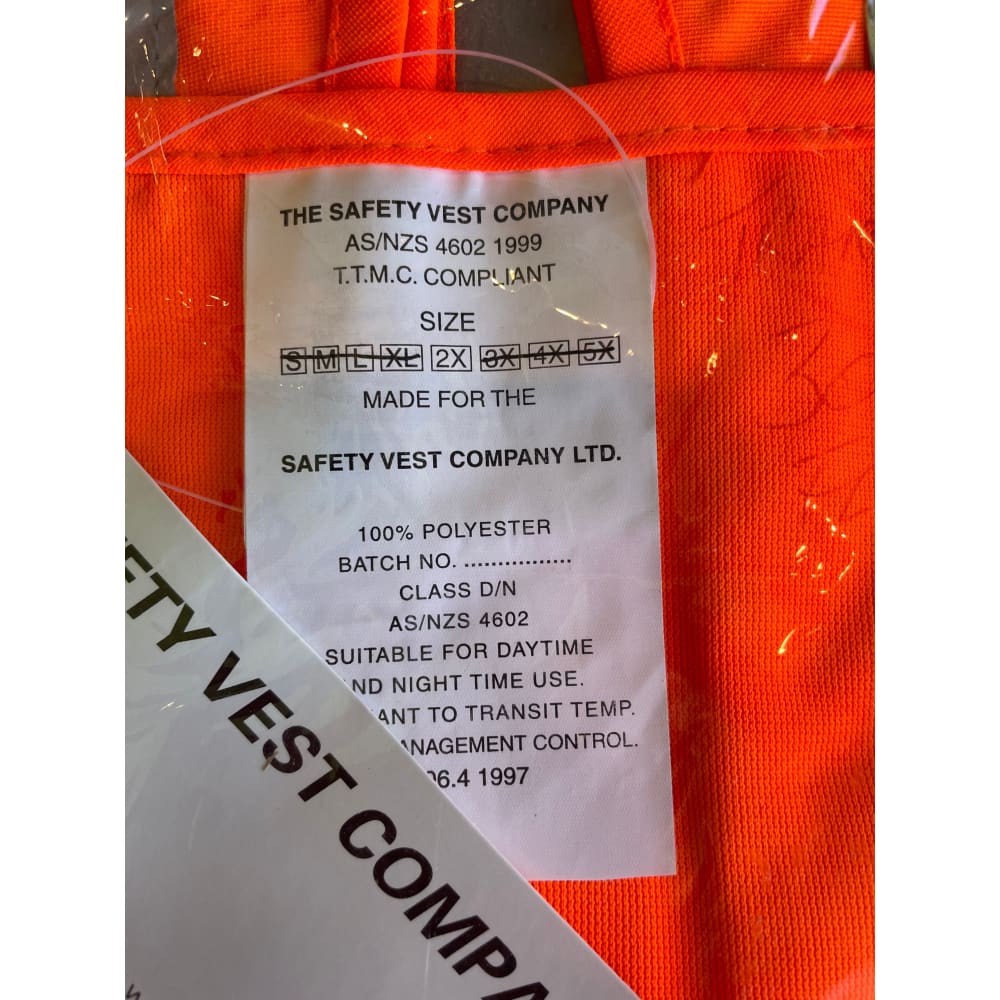 THE SAFETY VEST COMPANY
AS/NZS 4602 1999
T.T.M.C. COMPLIANT
SIZE
S M L XL 2X 3X 4X 5X
MADE FOR THE
SAFETY VEST COMPANY LTD.
100% POLYESTER
BATCH NO. ................
CLASS D/N
AS/NZS 4602
SUITABLE FOR DAYTIME
ND NIGHT TIME USE.
ANT TO TRANSIT TEMP.
ANAGEMENT CONTROL.
06.4 1997
FTY VEST COMPA